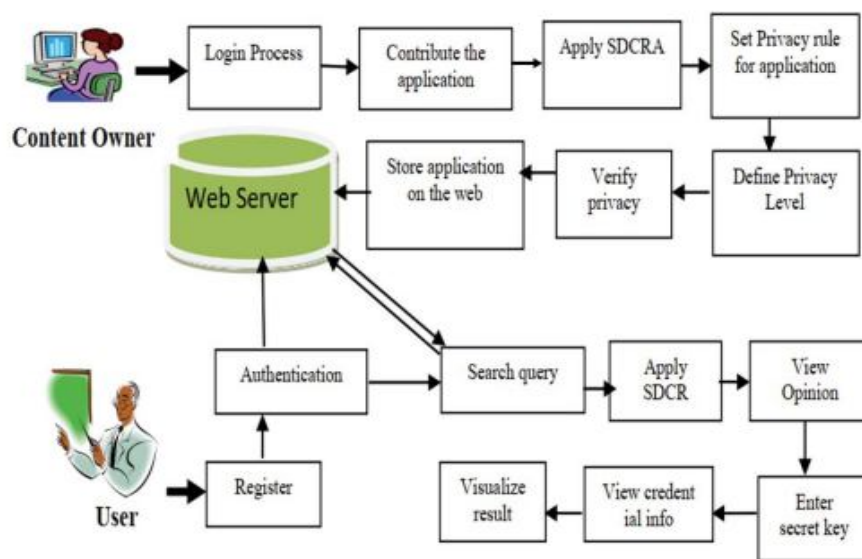 Login Process
Contribute the
application
Apply SDCRA
Set Privacy rule
for application
Content Owner
Define Privacy
Level
Verify
privacy
Store application
on the web
Web Server
User
Register
Authentication
Search query
Apply
SDCR
View
Opinion
Enter
secret key
View credent
ial info
Visualize
result